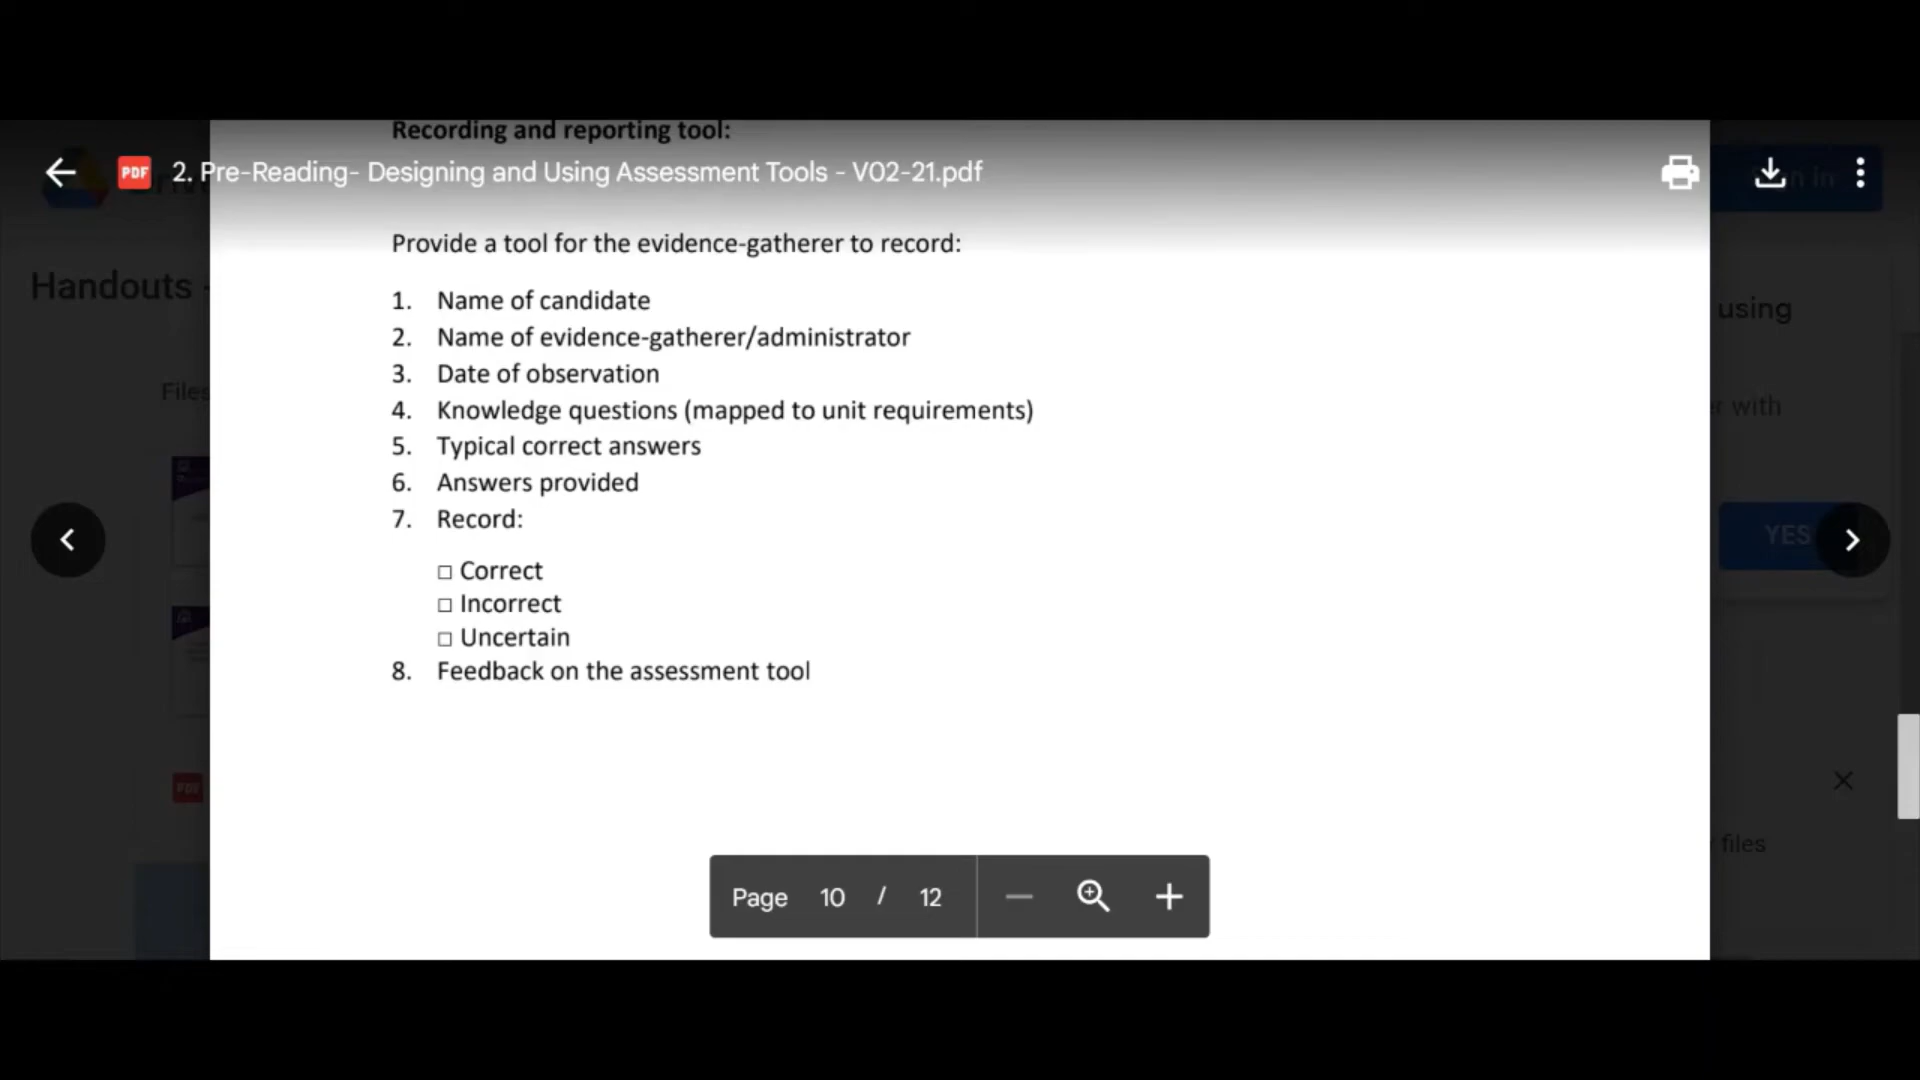 Recording and reporting tool:
PDF 2. Pre-Reading- Designing and Using Assessment Tools - V02-21.pdf
Provide a tool for the evidence-gatherer to record:
Handouts -
using
1. Name of candidate
2. Name of evidence-gatherer/administrator
3. Date of observation
Files
with
4. Knowledge questions (mapped to unit requirements)
5. Typical correct answers
6. Answers provided
7. Record:
YES
□ Correct
□ Incorrect
□ Uncertain
8. Feedback on the assessment tool
PDF
files
Page 10 / 12